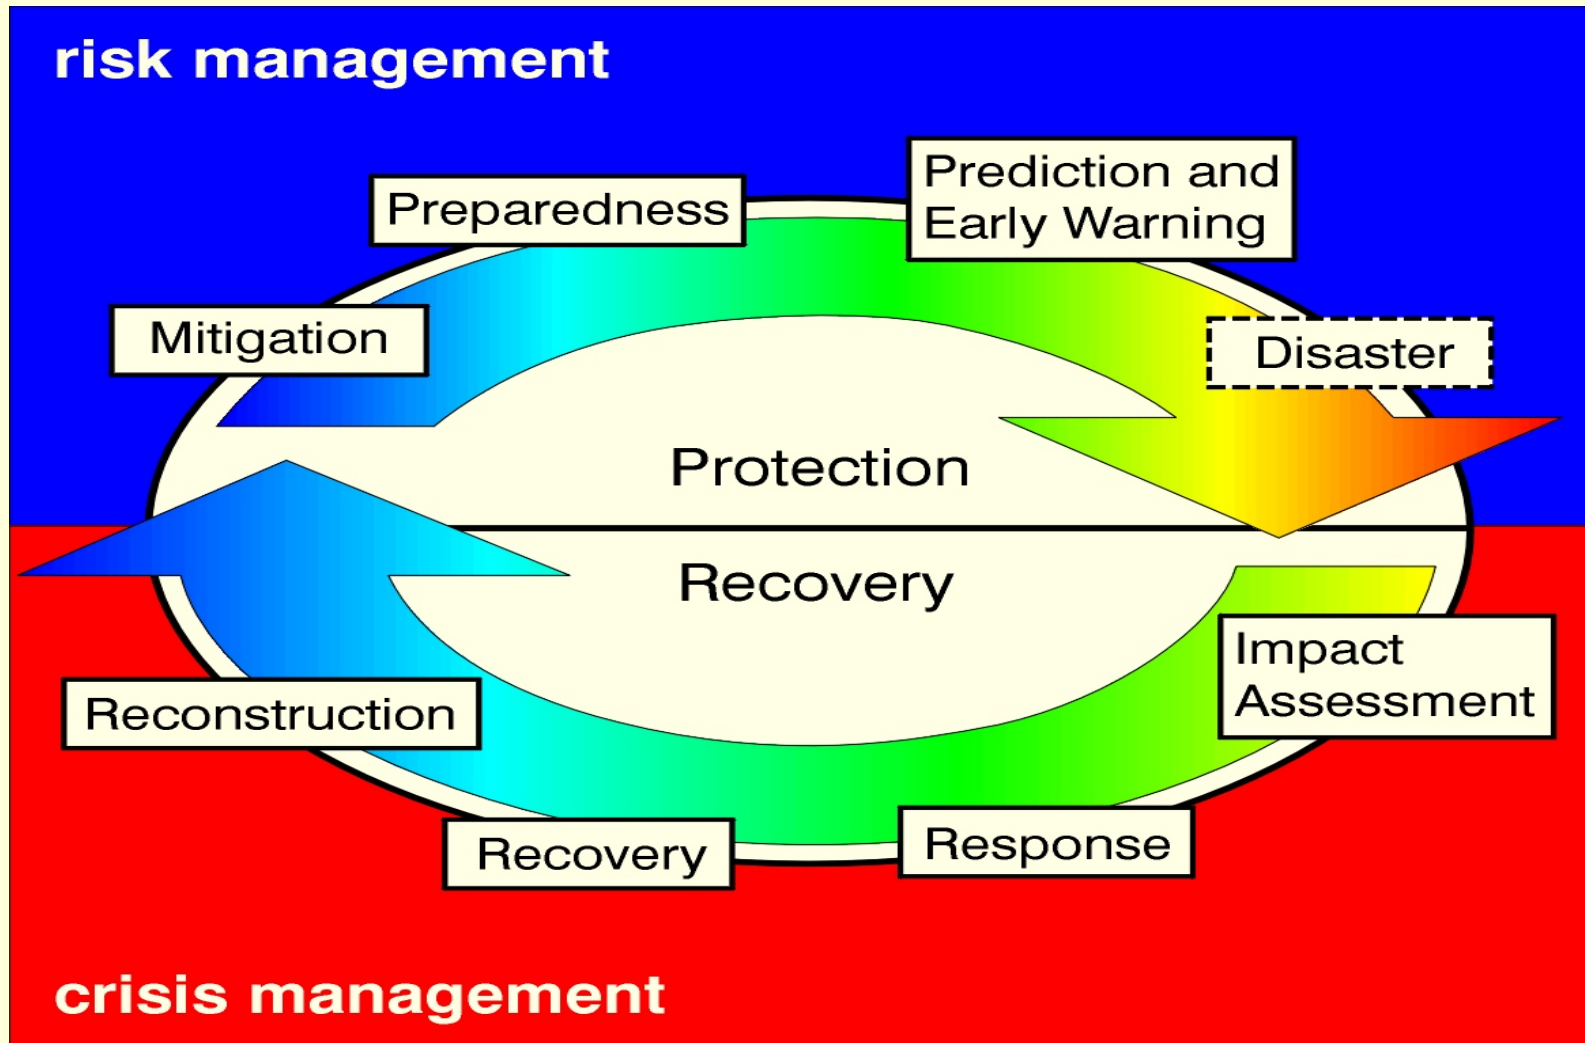 risk management
Preparedness
Prediction and
Early Warning
Mitigation
Disaster
Protection
Recovery
Impact
Assessment
Reconstruction
Recovery
Response
crisis management